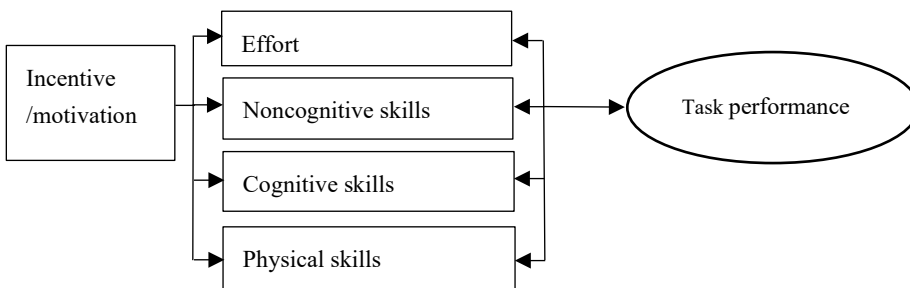 Incentive
/motivation
Effort
Noncognitive skills
Cognitive skills
Physical skills
Task performance